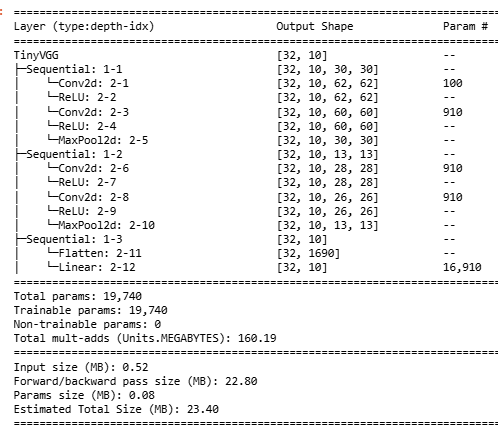 ==========================================================================================
Layer (type:depth-idx)                   Output Shape              Param #
==========================================================================================
TinyVGG                                  [32, 10]                  --
├─Sequential: 1-1                        [32, 10, 30, 30]          --
│    └─Conv2d: 2-1                       [32, 10, 62, 62]          100
│    └─ReLU: 2-2                         [32, 10, 62, 62]          --
│    └─Conv2d: 2-3                       [32, 10, 60, 60]          910
│    └─ReLU: 2-4                         [32, 10, 60, 60]          --
│    └─MaxPool2d: 2-5                    [32, 10, 30, 30]          --
├─Sequential: 1-2                        [32, 10, 13, 13]          --
│    └─Conv2d: 2-6                       [32, 10, 28, 28]          910
│    └─ReLU: 2-7                         [32, 10, 28, 28]          --
│    └─Conv2d: 2-8                       [32, 10, 26, 26]          910
│    └─ReLU: 2-9                         [32, 10, 26, 26]          --
│    └─MaxPool2d: 2-10                   [32, 10, 13, 13]          --
├─Sequential: 1-3                        [32, 10]                  --
│    └─Flatten: 2-11                     [32, 1690]                --
│    └─Linear: 2-12                      [32, 10]                  16,910
==========================================================================================
Total params: 19,740
Trainable params: 19,740
Non-trainable params: 0
Total mult-adds (Units.MEGABYTES): 160.19
==========================================================================================
Input size (MB): 0.52
Forward/backward pass size (MB): 22.80
Params size (MB): 0.08
Estimated Total Size (MB): 23.40
==========================================================================================